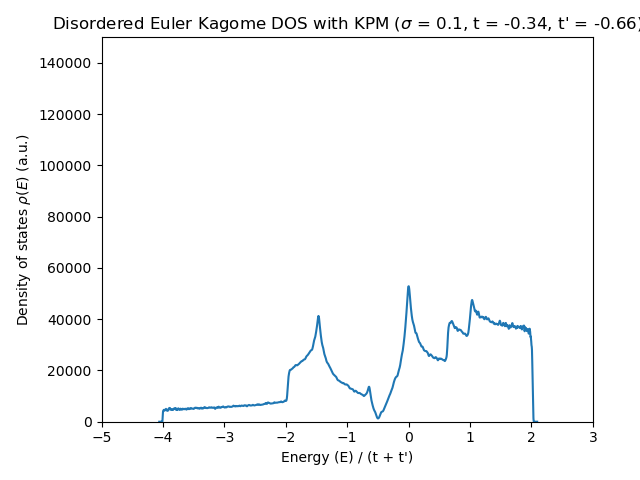 Disordered Euler Kagome DOS with KPM (σ = 0.1, t = -0.34, t' = -0.66)
Density of states ρ(E) (a.u.)
140000
120000
100000
80000
60000
40000
20000
0
−5 −4 −3 −2 −1 0 1 2 3
Energy (E) / (t + t')